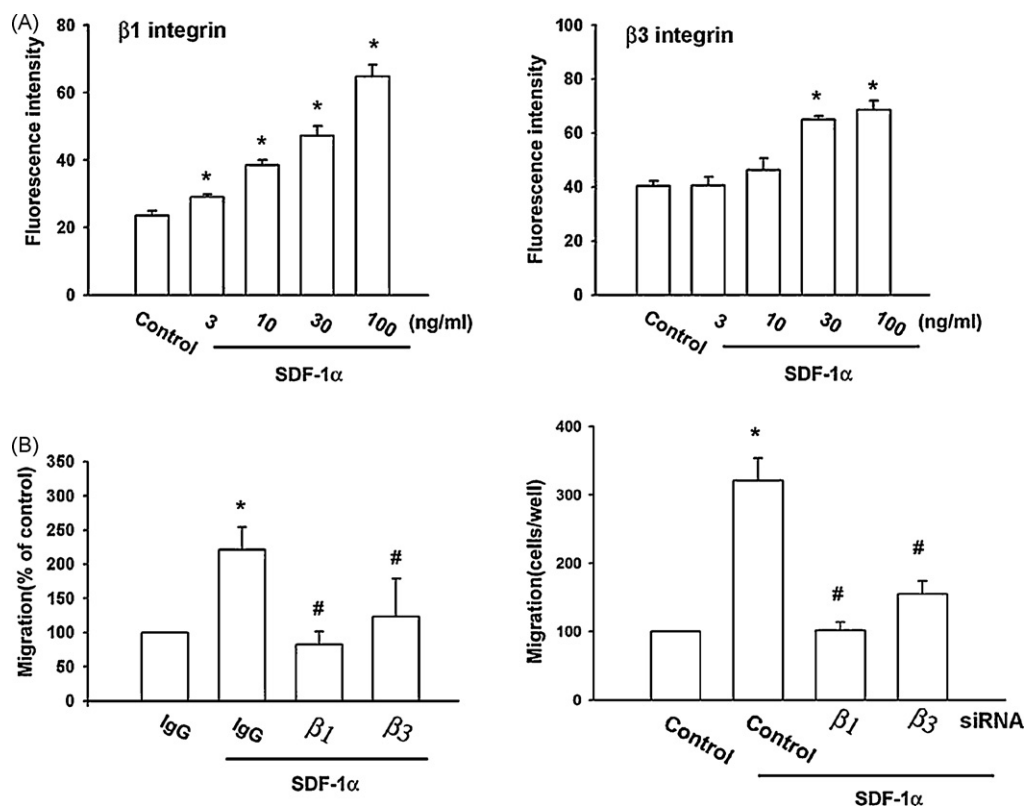 (A)
β1 integrin
Fluorescence intensity
80
60
40
20
0
*
*
*
*
Control 3 10 30 100 (ng/ml)
SDF-1α
β3 integrin
Fluorescence intensity
100
80
60
40
20
0
*
*
Control 3 10 30 100 (ng/ml)
SDF-1α
(B)
Migration(% of control)
350
300
250
200
150
100
50
0
*
#
#
IgG IgG β1 β3
SDF-1α
Migration(cells/well)
400
300
200
100
0
*
#
#
Control Control β1 β3 siRNA
SDF-1α